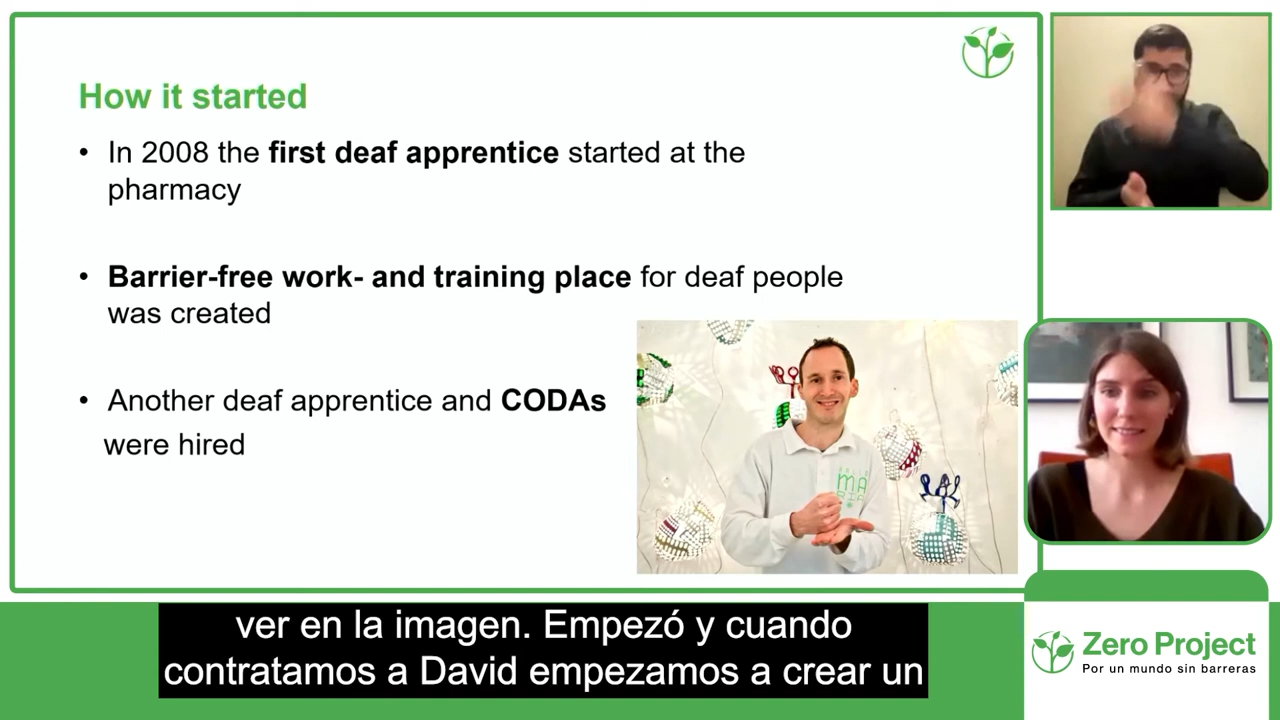 How it started
• In 2008 the first deaf apprentice started at the
pharmacy
• Barrier-free work- and training place for deaf people
was created
• Another deaf apprentice and CODAs
were hired
MA
ver en la imagen. Empezó y cuando
contratamos a David empezamos a crear un
Zero Project
Por un mundo sin barreras